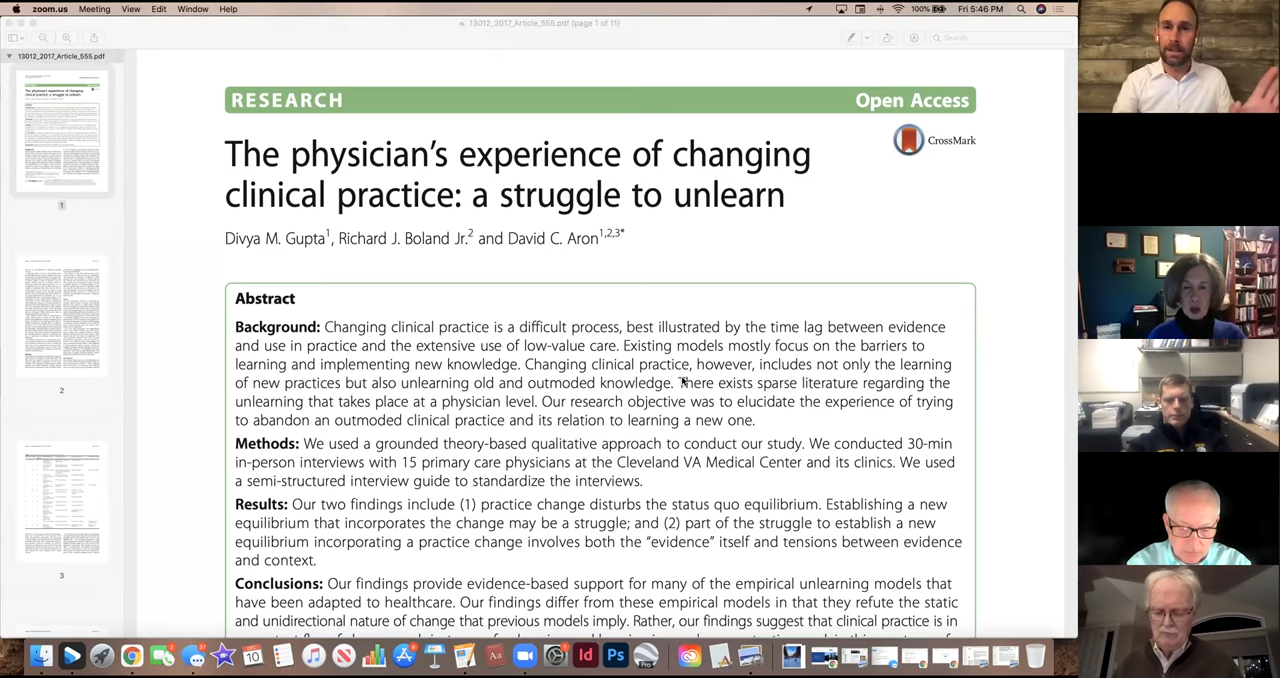 zoom.us Meeting View Edit Window Help
100% Fri 5:46 PM
13012_2017_Article_555.pdf (page 1 of 11)
Search
13012_2017_Article_555.pdf
1
2
3
RESEARCH Open Access
CrossMark
The physician's experience of changing
clinical practice: a struggle to unlearn
Divya M. Gupta1, Richard J. Boland Jr.2 and David C. Aron1,2,3*
Abstract
Background: Changing clinical practice is a difficult process, best illustrated by the time lag between evidence
and use in practice and the extensive use of low-value care. Existing models mostly focus on the barriers to
learning and implementing new knowledge. Changing clinical practice, however, includes not only the learning
of new practices but also unlearning old and outmoded knowledge. There exists sparse literature regarding the
unlearning that takes place at a physician level. Our research objective was to elucidate the experience of trying
to abandon an outmoded clinical practice and its relation to learning a new one.
Methods: We used a grounded theory-based qualitative approach to conduct our study. We conducted 30-min
in-person interviews with 15 primary care physicians at the Cleveland VA Medical Center and its clinics. We used
a semi-structured interview guide to standardize the interviews.
Results: Our two findings include (1) practice change disturbs the status quo equilibrium. Establishing a new
equilibrium that incorporates the change may be a struggle; and (2) part of the struggle to establish a new
equilibrium incorporating a practice change involves both the "evidence" itself and tensions between evidence
and context.
Conclusions: Our findings provide evidence-based support for many of the empirical unlearning models that
have been adapted to healthcare. Our findings differ from these empirical models in that they refute the static
and unidirectional nature of change that previous models imply. Rather, our findings suggest that clinical practice is in